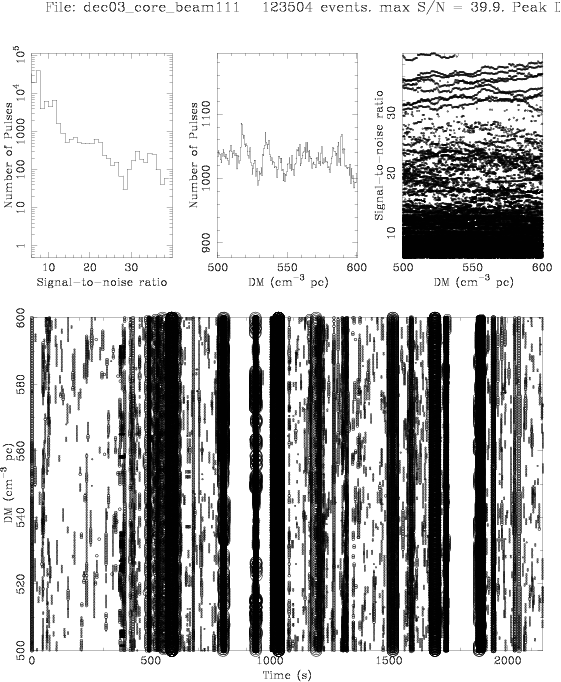 File: dec03_core_beam111 123504 events. max S/N = 39.9. Peak D
Number of Pulses
1 10 100 1000 10^4 10^5
10 20 30
Signal-to-noise ratio
Number of Pulses
900 1000 1100
500 550 600
DM (cm^-3 pc)
Signal-to-noise ratio
10 20 30
500 550 600
DM (cm^-3 pc)
DM (cm^-3 pc)
500 520 540 560 580 600
0 500 1000 1500 2000
Time (s)